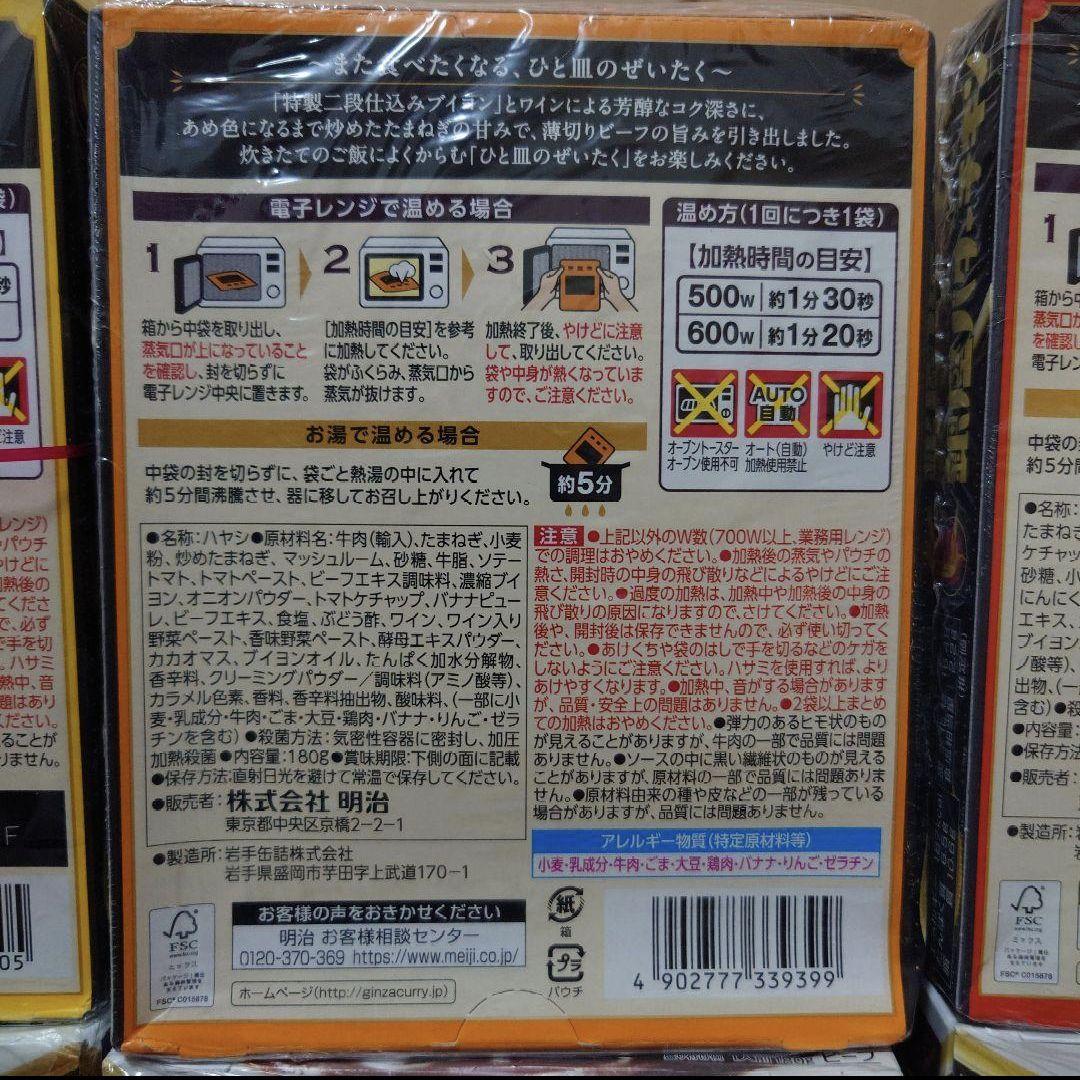 ～また食べたくなる、ひと皿のぜいたく～
「特製二段仕込みブイヨン」とワインによる芳醇なコク深さに、
あめ色になるまで炒めたたまねぎの甘みで、薄切りビーフの旨みを引き出しました。
炊きたてのご飯によくからむ「ひと皿のぜいたく」をお楽しみください。
電子レンジで温める場合
1
箱から中袋を取り出し、
蒸気口が上になっていること
を確認し、封を切らずに
電子レンジ中央に置きます。
2
[加熱時間の目安]を参考
に加熱してください。
袋がふくらみ、蒸気口から
蒸気が抜けます。
3
加熱終了後、やけどに注意
して、取り出してください。
袋や中身が熱くなっていま
すので、ご注意ください。
温め方(1回につき1袋)
【加熱時間の目安】
500W 約1分30秒
600W 約1分20秒
オーブントースター
オーブン使用不可
AUTO
自動
オート(自動)
加熱使用禁止
やけど注意
お湯で温める場合
中袋の封を切らずに、袋ごと熱湯の中に入れて
約5分間沸騰させ、器に移してお召し上がりください。
約5分
●名称:ハヤシ●原材料名:牛肉(輸入)、たまねぎ、小麦
粉、炒めたまねぎ、マッシュルーム、砂糖、牛脂、ソテー
トマト、トマトペースト、ビーフエキス調味料、濃縮ブイ
ヨン、オニオンパウダー、トマトケチャップ、バナナピュー
レ、ビーフエキス、食塩、ぶどう酢、ワイン、ワイン入り
野菜ペースト、香味野菜ペースト、酵母エキスパウダー、
カカオマス、ブイヨンオイル、たんぱく加水分解物、
香辛料、クリーミングパウダー/調味料(アミノ酸等)、
カラメル色素、香料、香辛料抽出物、酸味料、(一部に小
麦・乳成分・牛肉・ごま・大豆・鶏肉・バナナ・りんご・ゼラ
チンを含む)●殺菌方法:気密性容器に密封し、加圧
加熱殺菌●内容量:180g●賞味期限:下側の面に記載
●保存方法:直射日光を避けて常温で保存してください。
●販売者:株式会社 明治
東京都中央区京橋2-2-1
●製造所:岩手缶詰株式会社
岩手県盛岡市芋田字上武道170-1
注意 ●上記以外のW数(700W以上、業務用レンジ)
での調理はおやめください。●加熱後の蒸気やパウチの
熱さ、開封時の中身の飛び散りなどによるやけどにご注
意ください。●過度の加熱は、加熱中や加熱後の中身の
飛び散りの原因になりますので、さけてください。●加熱
後や、開封後は保存できませんので、必ず使い切ってく
ださい。●あけくちや袋のはしで手を切るなどのケガを
しないようにご注意ください。ハサミを使用すれば、より
あけやすくなります。●加熱中、音がする場合があります
が、品質・安全上の問題はありません。●2袋以上まとめ
ての加熱はおやめください。●弾力のあるヒモ状のもの
が見えることがありますが、牛肉の一部で品質には問題
ありません。●ソースの中に黒い繊維状のものが見える
ことがありますが、原材料の一部で品質には問題ありま
せん。●原材料由来の種や皮などの一部が残っている
場合がありますが、品質には問題ありません。
アレルギー物質(特定原材料等)
小麦・乳成分・牛肉・ごま・大豆・鶏肉・バナナ・りんご・ゼラチン
FSC
www.fsc.org
ミックス
FSC® C015878
お客様の声をおきかせください
明治 お客様相談センター
0120-370-369 https://www.meiji.co.jp/
ホームページ(http://ginzacurry.jp)
紙
箱
プラ
パウチ
4 902777 339399